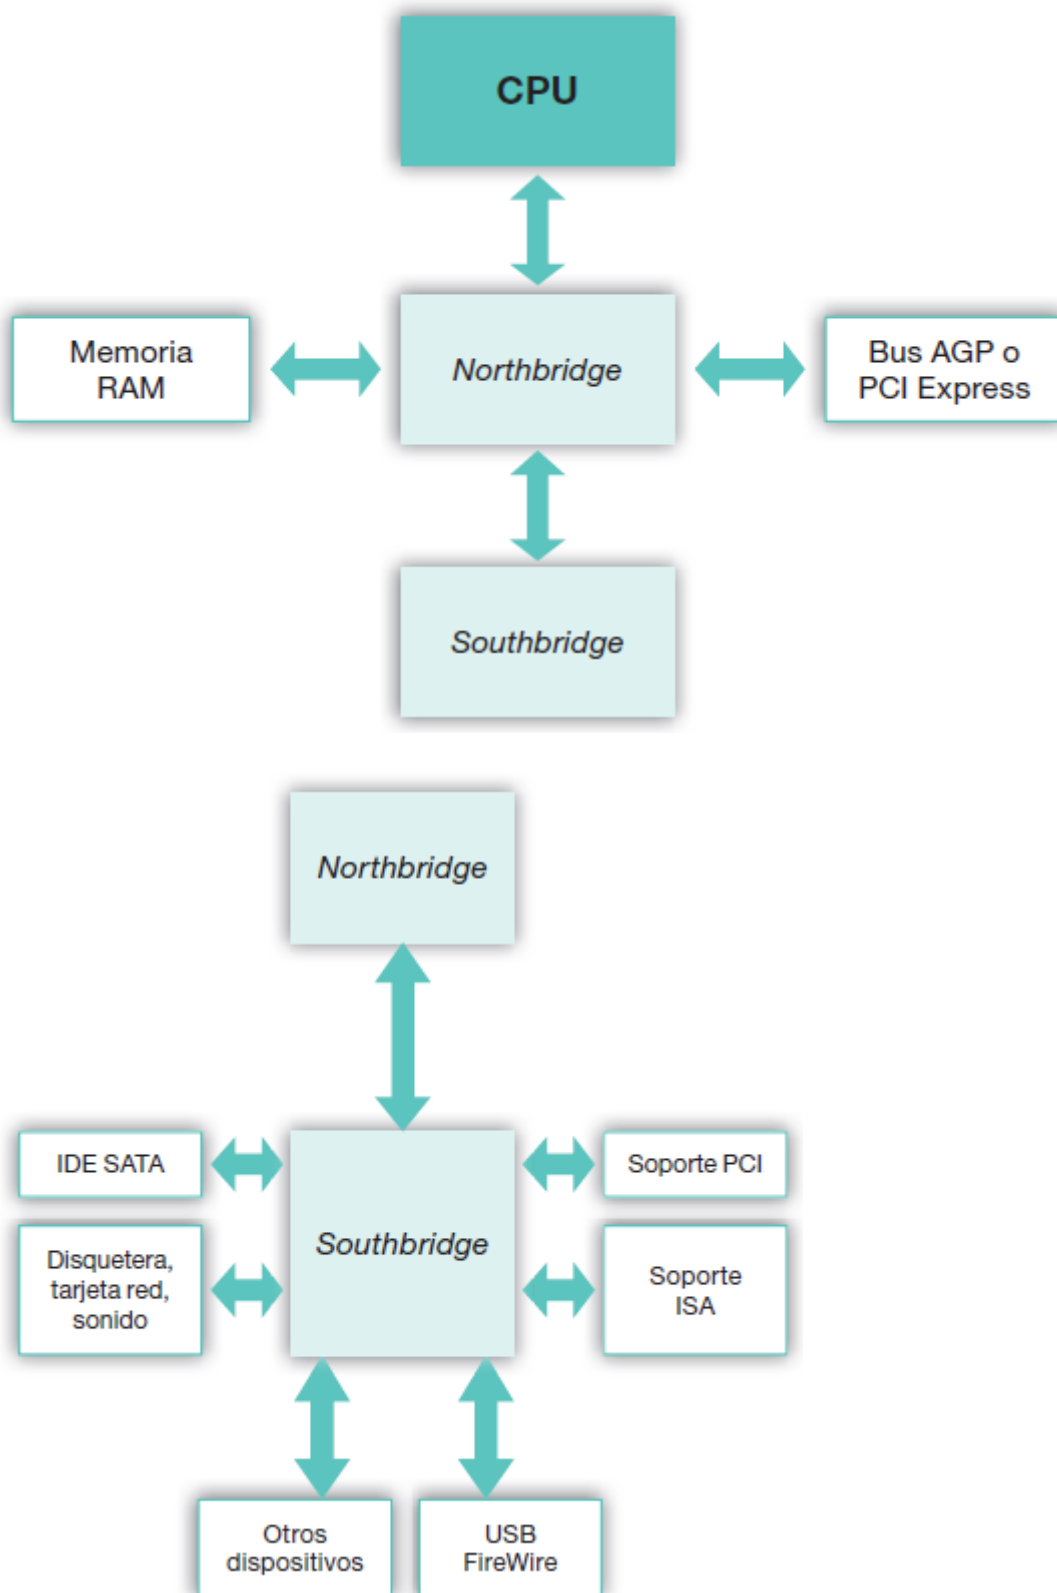 CPU
Memoria
RAM
Northbridge
Bus AGP o
PCI Express
Southbridge
Northbridge
IDE SATA
Soporte PCI
Disquetera,
tarjeta red,
sonido
Southbridge
Soporte
ISA
Otros
dispositivos
USB
FireWire